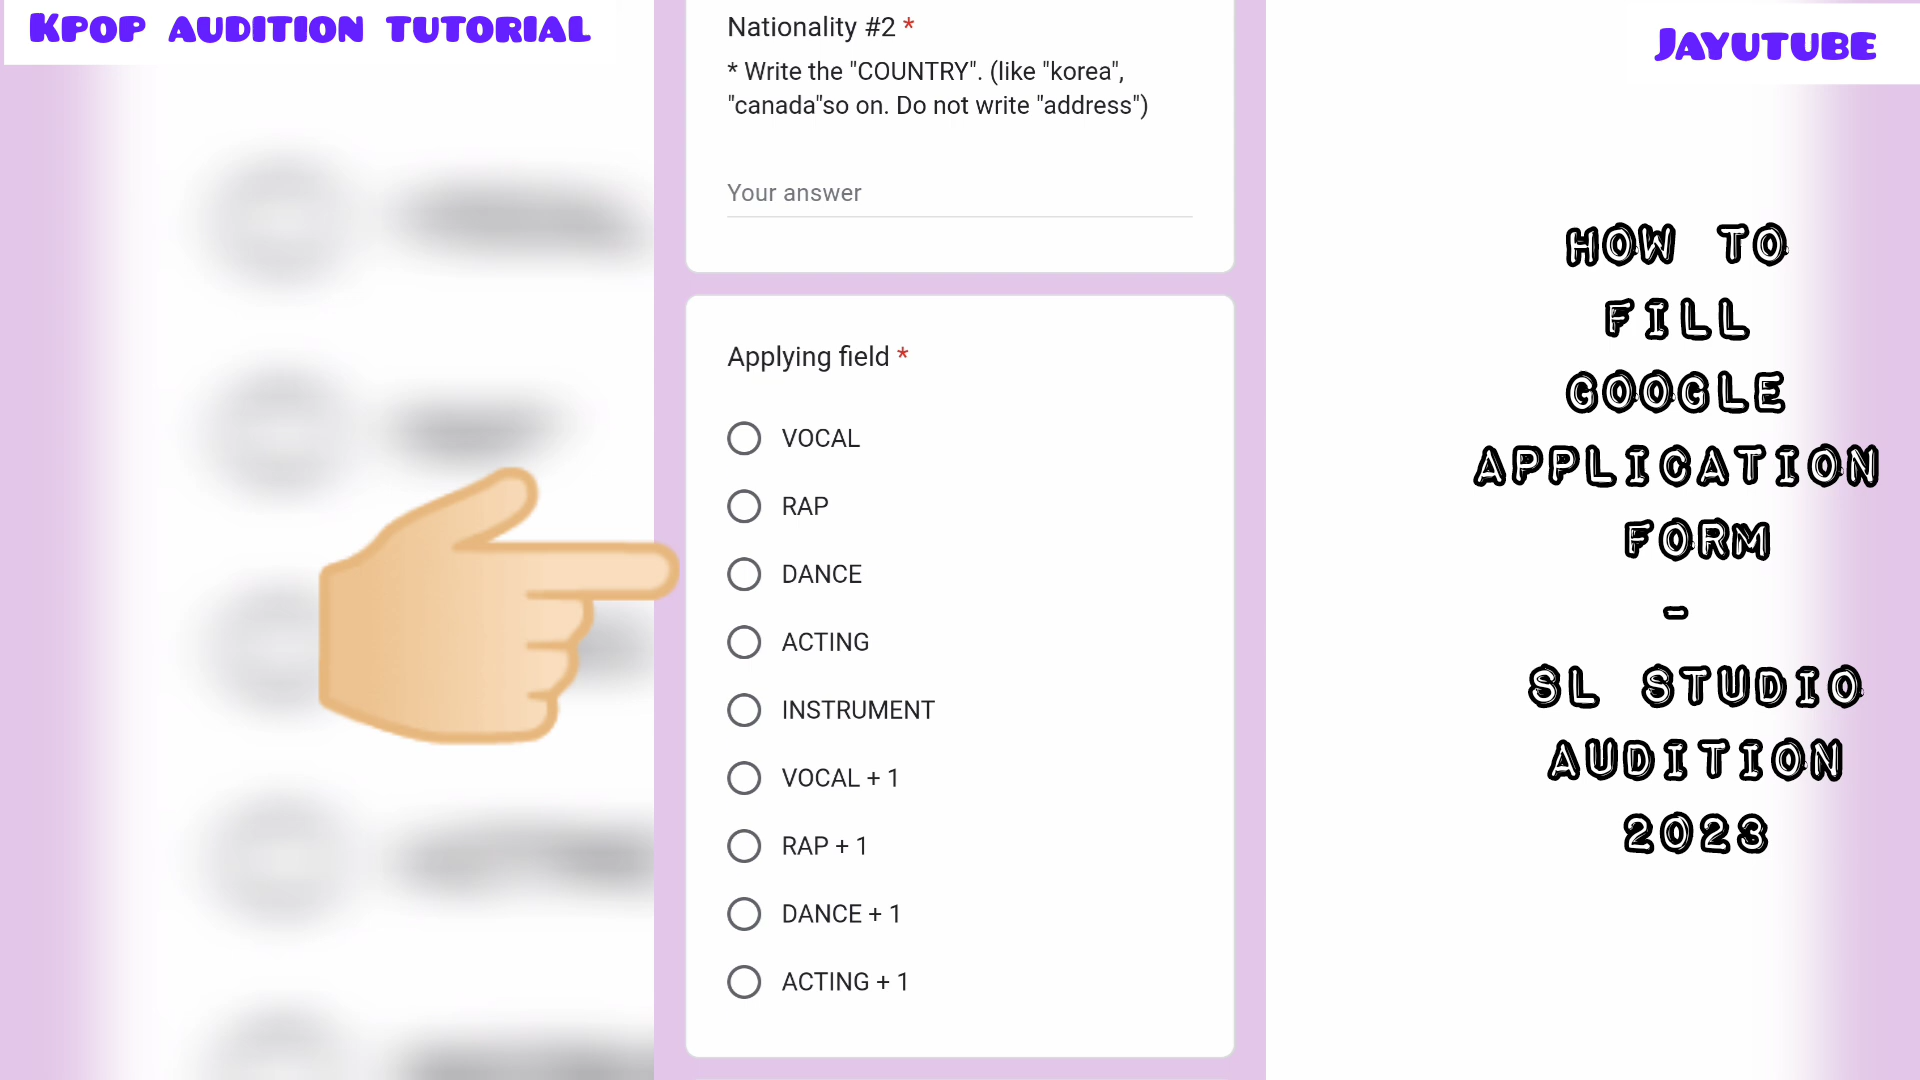 KPOP AUDITION TUTORIAL
JAYUTUBE
Nationality #2 *
* Write the "COUNTRY". (like "korea",
"canada"so on. Do not write "address")
Your answer
Applying field *
VOCAL
RAP
DANCE
ACTING
INSTRUMENT
VOCAL + 1
RAP + 1
DANCE + 1
ACTING + 1
HOW TO
FILL
GOOGLE
APPLICATION
FORM
-
SL STUDIO
AUDITION
2023